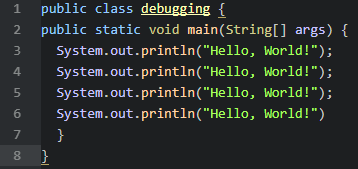 1 public class debugging {
2 public static void main(String[] args) {
3 System.out.println("Hello, World!");
4 System.out.println("Hello, World!");
5 System.out.println("Hello, World!");
6 System.out.println("Hello, World!")
7 }
8 }